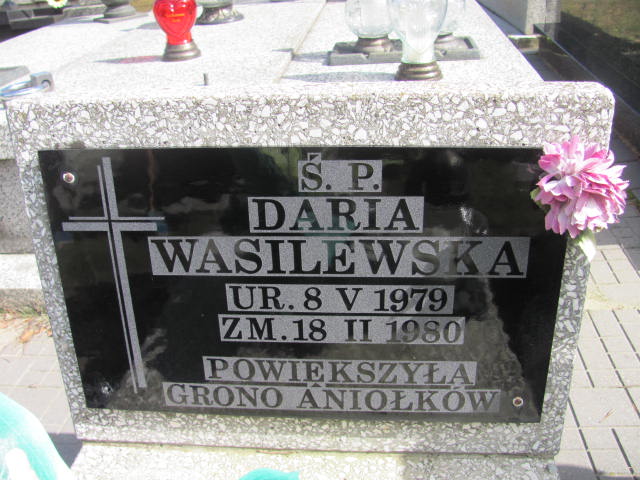 Ś. P.
DARIA
WASILEWSKA
UR. 8 V 1979
ZM. 18 II 1980
POWIĘKSZYŁA
GRONO ANIOŁKÓW